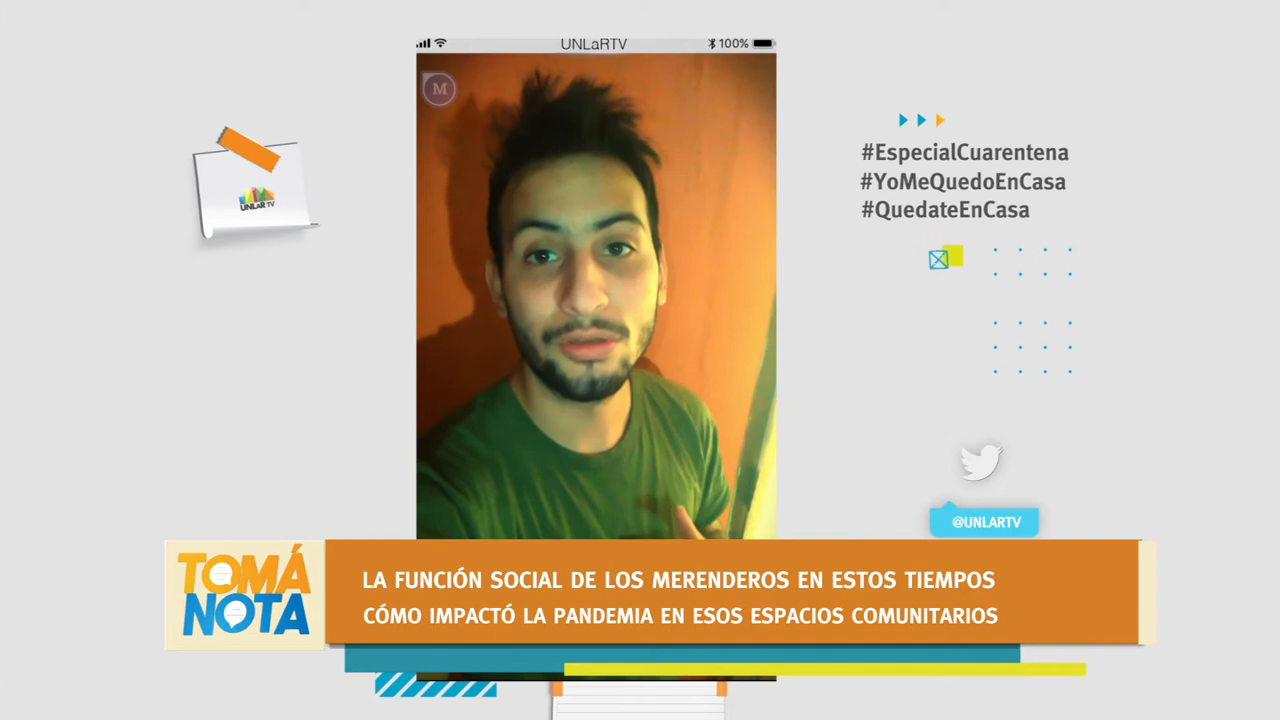 UNLaRTV
100%
M
UNLaR TV
#EspecialCuarentena
#YoMeQuedoEnCasa
#QuedateEnCasa
@UNLARTV
TOMÁ
NOTA
LA FUNCIÓN SOCIAL DE LOS MERENDEROS EN ESTOS TIEMPOS
CÓMO IMPACTÓ LA PANDEMIA EN ESOS ESPACIOS COMUNITARIOS